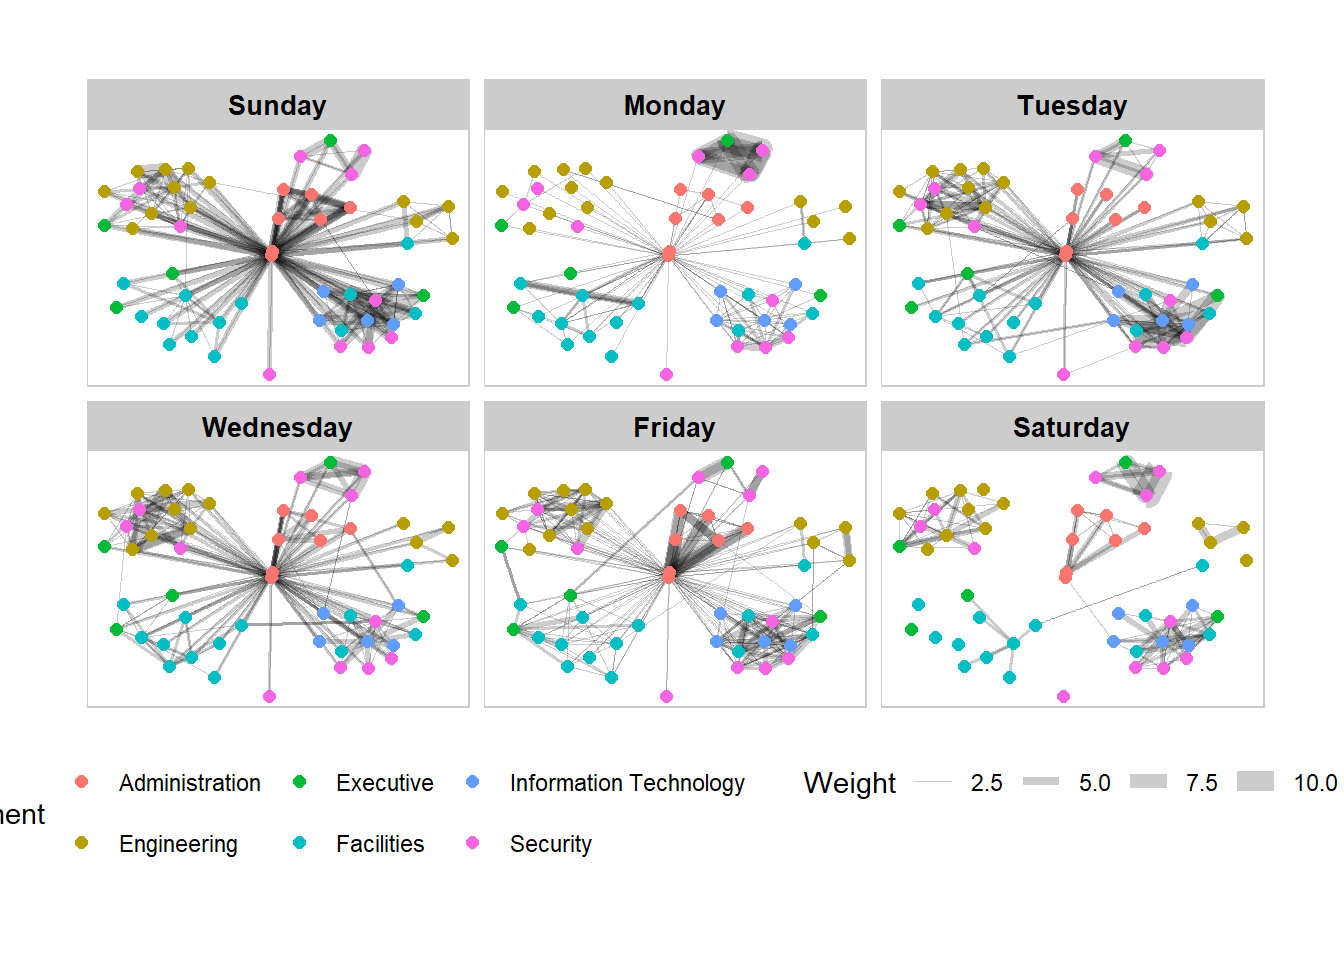 Sunday
Monday
Tuesday
Wednesday
Friday
Saturday
Administration Executive Information Technology Weight 2.5 5.0 7.5 10.0
Engineering Facilities Security